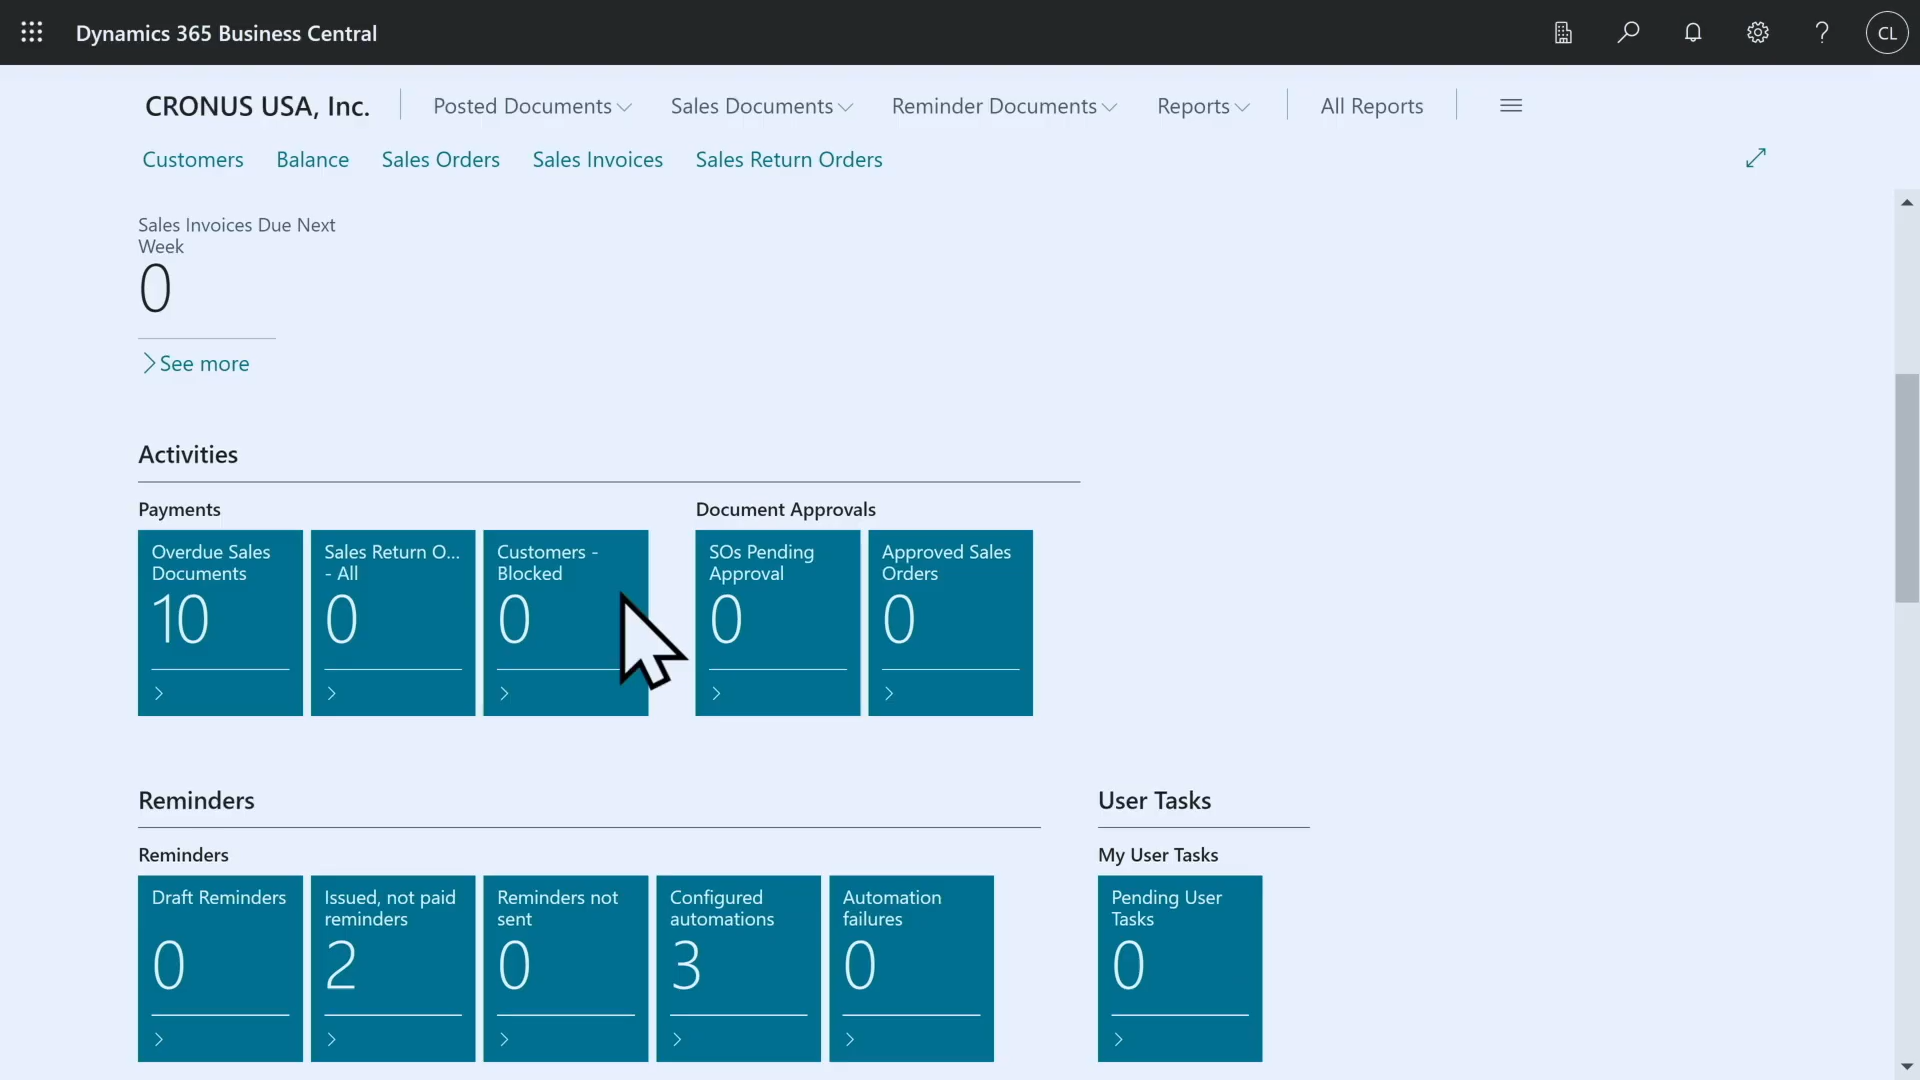 Dynamics 365 Business Central
?
CL
CRONUS USA, Inc.
Posted Documents
Sales Documents
Reminder Documents
Reports
All Reports
Customers
Balance
Sales Orders
Sales Invoices
Sales Return Orders
Sales Invoices Due Next
Week
0
See more
Activities
Payments
Document Approvals
Overdue Sales
Documents
10
Sales Return O...
- All
0
Customers -
Blocked
0
SOs Pending
Approval
0
Approved Sales
Orders
0
Reminders
User Tasks
Reminders
My User Tasks
Draft Reminders
0
Issued, not paid
reminders
2
Reminders not
sent
0
Configured
automations
3
Automation
failures
0
Pending User
Tasks
0